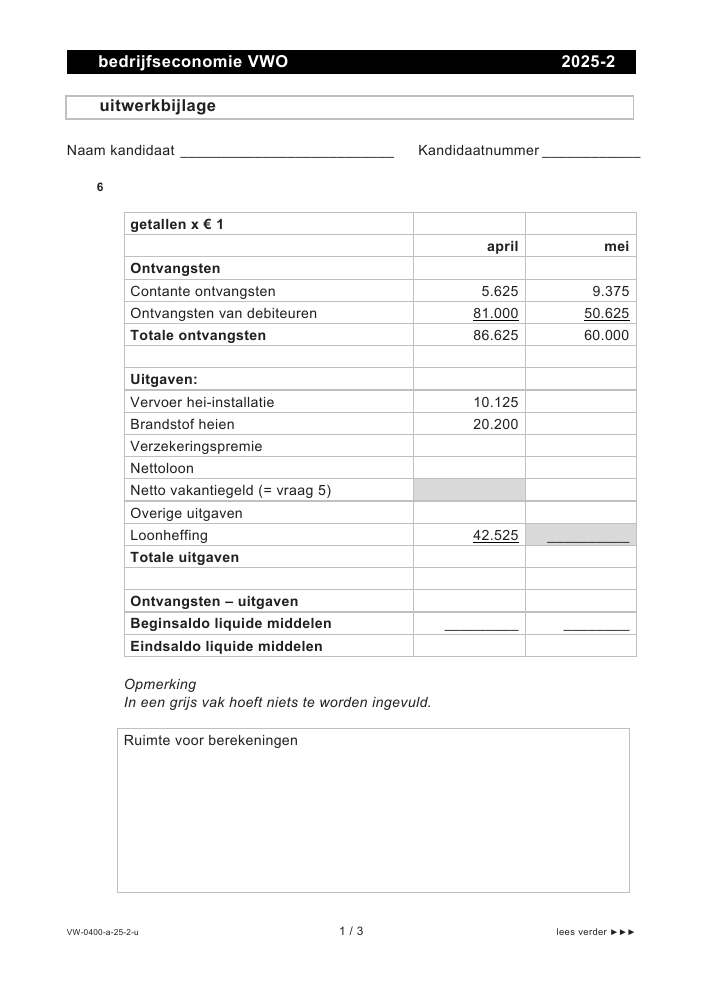 bedrijfseconomie VWO 2025-2
uitwerkbijlage
Naam kandidaat __________________________ Kandidaatnummer ____________
6
getallen x € 1
april mei
Ontvangsten
Contante ontvangsten 5.625 9.375
Ontvangsten van debiteuren 81.000 50.625
Totale ontvangsten 86.625 60.000
Uitgaven:
Vervoer hei-installatie 10.125
Brandstof heien 20.200
Verzekeringspremie
Nettoloon
Netto vakantiegeld (= vraag 5)
Overige uitgaven
Loonheffing 42.525 __________
Totale uitgaven
Ontvangsten – uitgaven
Beginsaldo liquide middelen _________ ________
Eindsaldo liquide middelen
Opmerking
In een grijs vak hoeft niets te worden ingevuld.
Ruimte voor berekeningen
VW-0400-a-25-2-u 1 / 3 lees verder ►►►